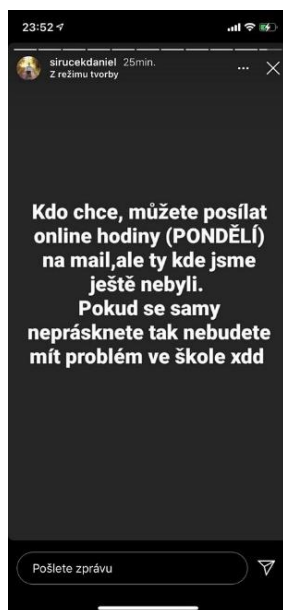 23:52
sirucekdaniel 25min.
Z režimu tvorby
Kdo chce, můžete posílat
online hodiny (PONDĚLÍ)
na mail,ale ty kde jsme
ještě nebyli.
Pokud se samy
neprásknete tak nebudete
mít problém ve škole xdd
Pošlete zprávu